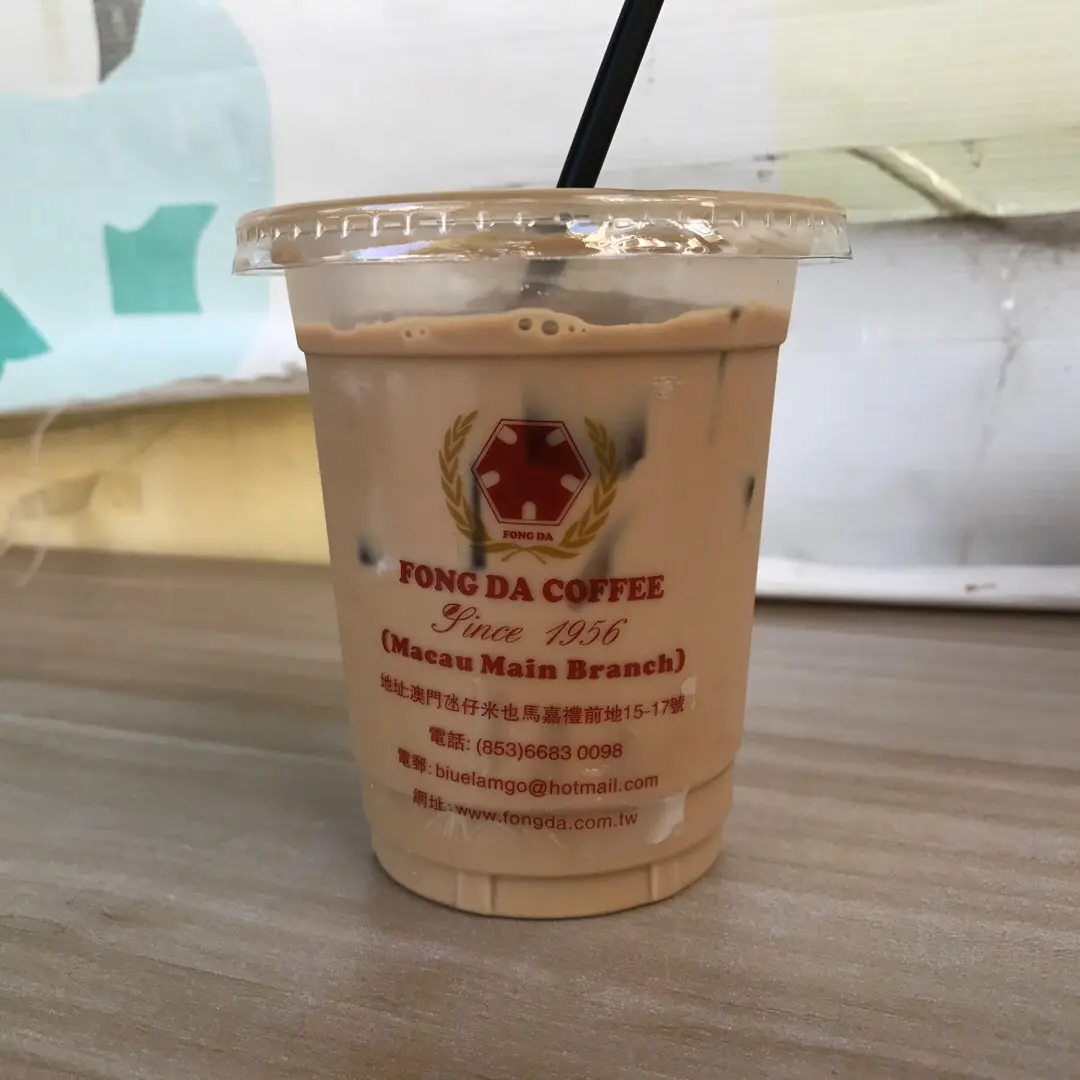 FONG DA
FONG DA COFFEE
Since 1956
(Macau Main Branch)
地址:澳門氹仔米也馬嘉禮前地15-17號
電話: (853)6683 0098
電郵: biuelamgo@hotmail.com
網址: www.fongda.com.tw